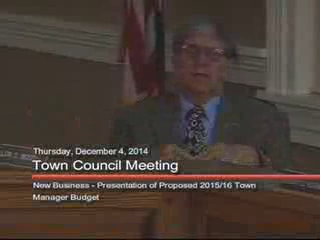 Thursday, December 4, 2014
Town Council Meeting
New Business - Presentation of Proposed 2015/16 Town
Manager Budget